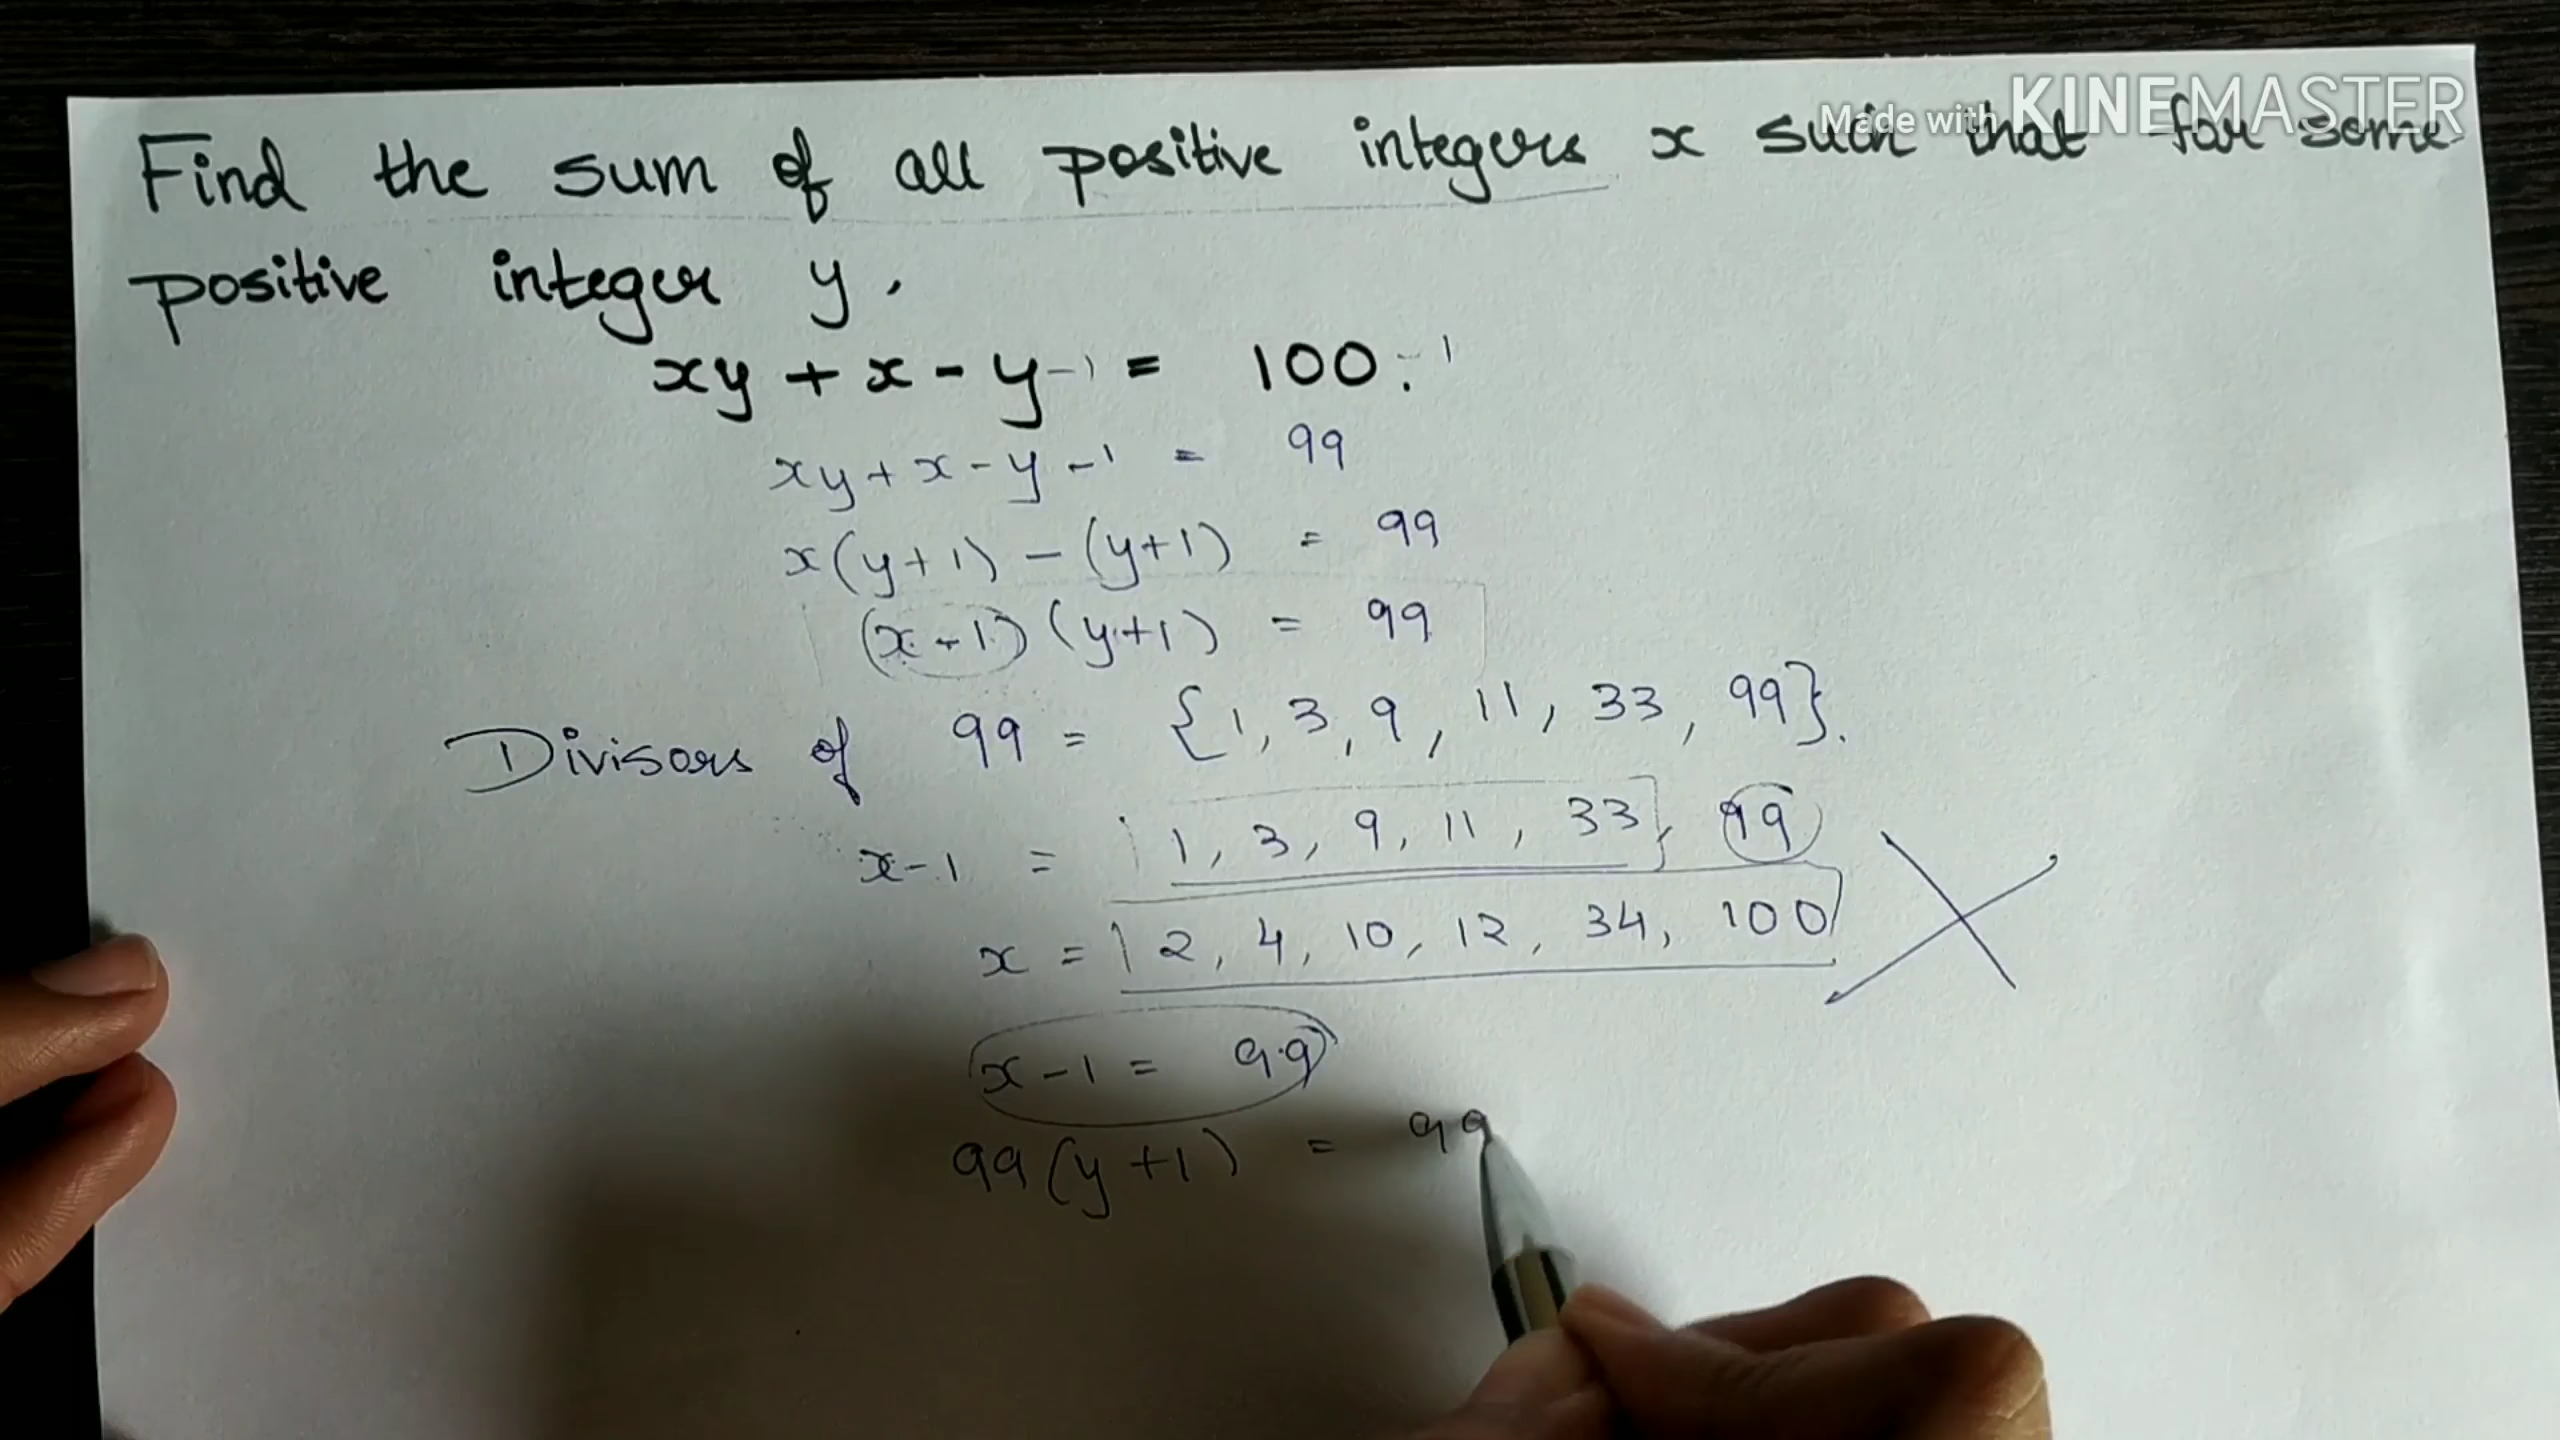 Made with KINEMASTER
Find the sum of all positive integers x such that for some
positive integer y.
xy + x - y - 1 = 100 - 1
xy + x - y - 1 = 99
x(y+1) - (y+1) = 99
(x-1) (y+1) = 99
Divisors of 99 = {1, 3, 9, 11, 33, 99}.
x-1 = 1, 3, 9, 11, 33, 99
x = 2, 4, 10, 12, 34, 100
x-1 = 99
99(y+1) = 99